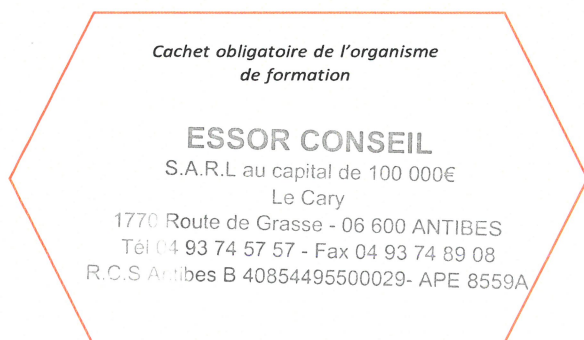 Cachet obligatoire de l'organisme
de formation
ESSOR CONSEIL
S.A.R.L au capital de 100 000€
Le Cary
1770 Route de Grasse - 06 600 ANTIBES
Tél 04 93 74 57 57 - Fax 04 93 74 89 08
R.C.S Antibes B 40854495500029- APE 8559A